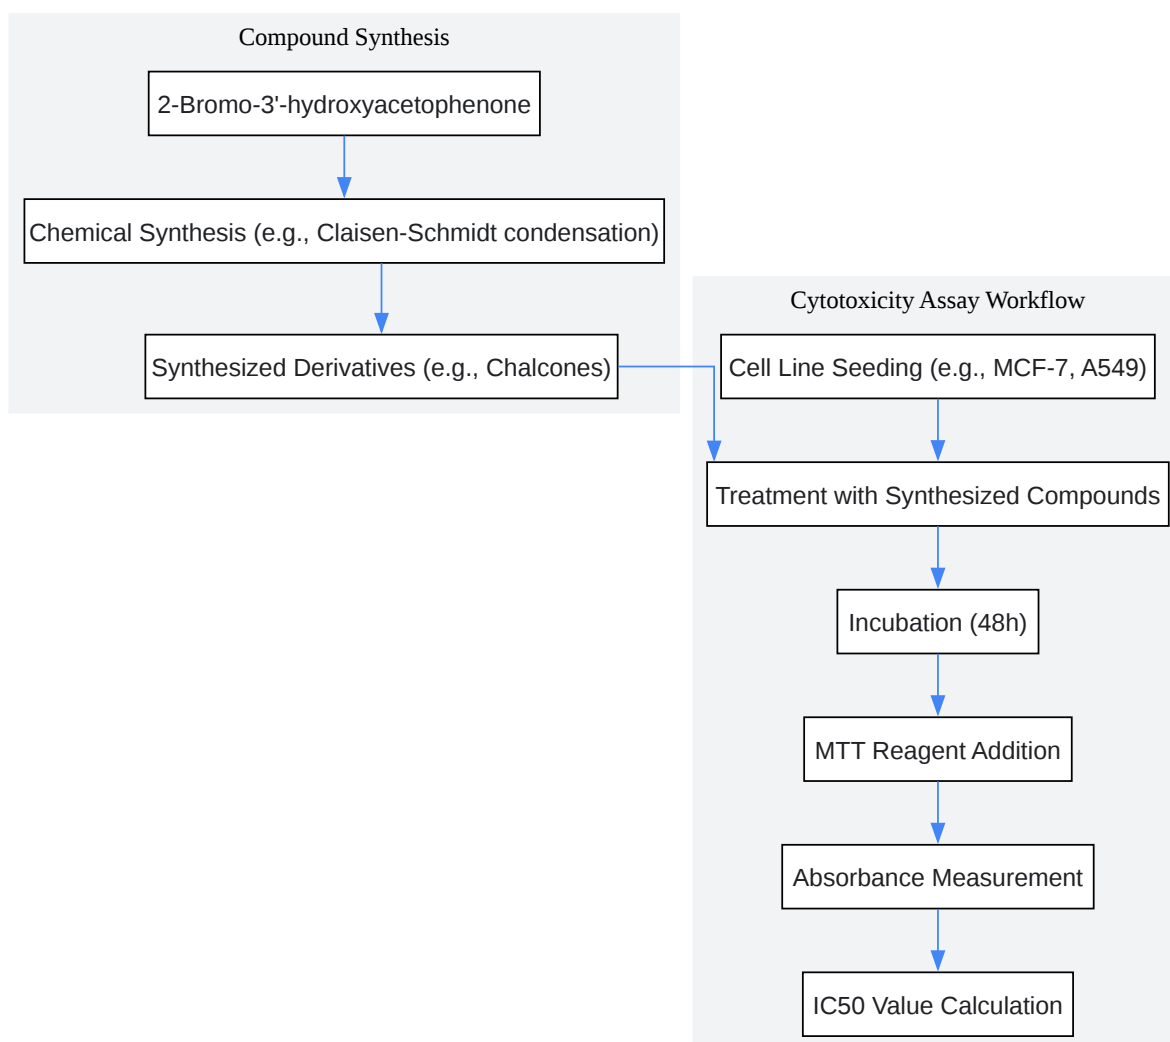 Compound Synthesis
2-Bromo-3'-hydroxyacetophenone
Chemical Synthesis (e.g., Claisen-Schmidt condensation)
Synthesized Derivatives (e.g., Chalcones)
Cytotoxicity Assay Workflow
Cell Line Seeding (e.g., MCF-7, A549)
Treatment with Synthesized Compounds
Incubation (48h)
MTT Reagent Addition
Absorbance Measurement
IC50 Value Calculation